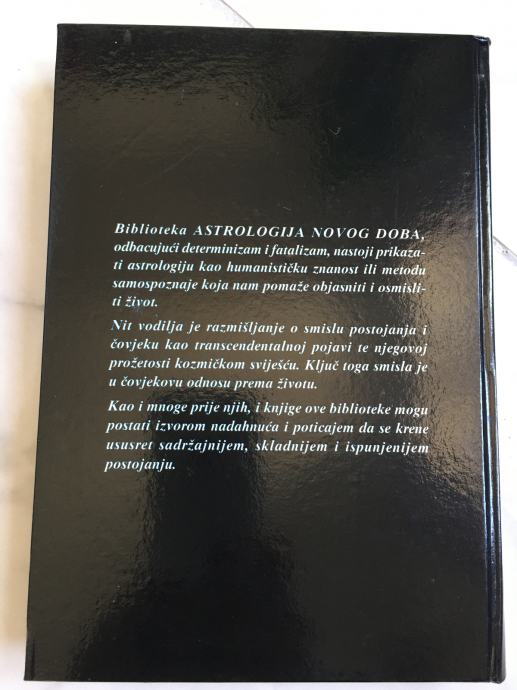 Biblioteka ASTROLOGIJA NOVOG DOBA,
odbacujući determinizam i fatalizam, nastoji prikaza-
ti astrologiju kao humanističku znanost ili metodu
samospoznaje koja nam pomaže objasniti i osmisli-
ti život.
Nit vodilja je razmišljanje o smislu postojanja i
čovjeku kao transcendentalnoj pojavi te njegovoj
prožetosti kozmičkom sviješću. Ključ toga smisla je
u čovjekovu odnosu prema životu.
Kao i mnoge prije njih, i knjige ove biblioteke mogu
postati izvorom nadahnuća i poticajem da se krene
ususret sadržajnijem, skladnijem i ispunjenijem
postojanju.